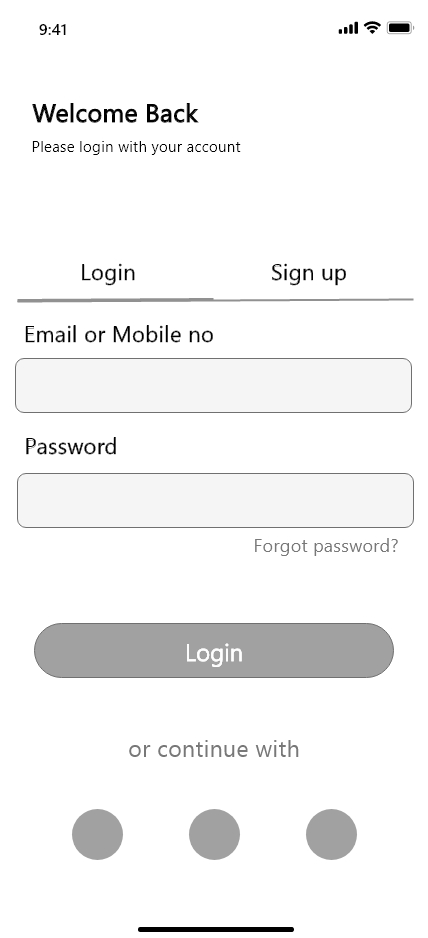 9:41
Welcome Back
Please login with your account
Login Sign up
Email or Mobile no
Password
Forgot password?
Login
or continue with